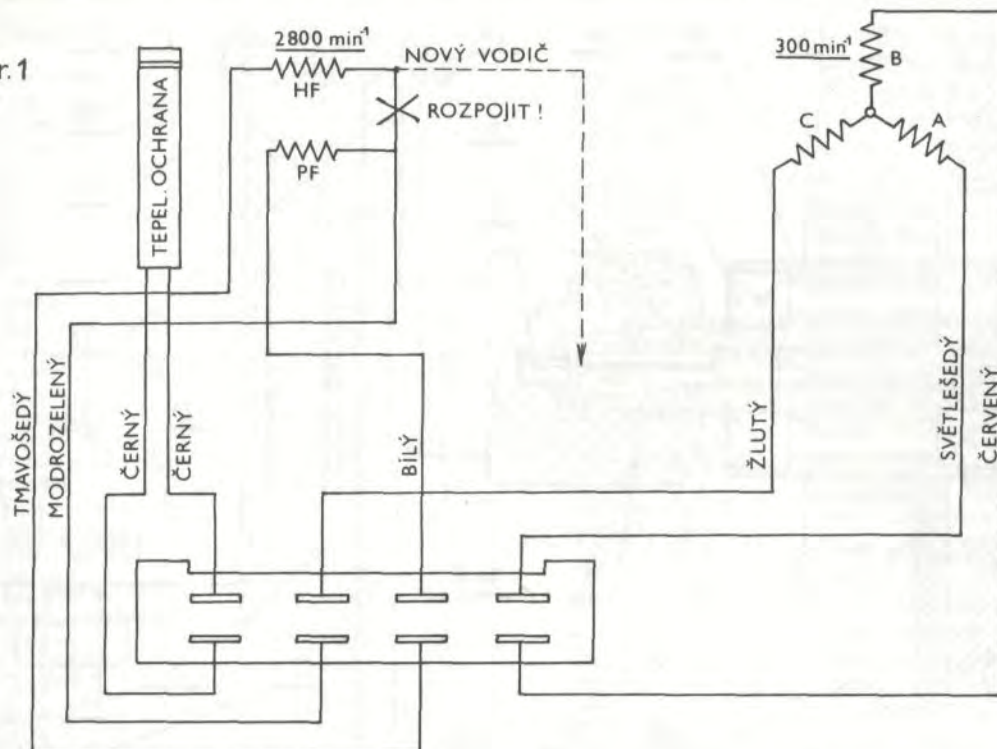 r.1
2800 min⁻¹
HF
NOVÝ VODIČ
ROZPOJIT !
PF
TEPEL. OCHRANA
300 min⁻¹
B
C
A
TMAVOŠEDÝ
MODROZELENÝ
ČERNÝ
ČERNÝ
BÍLÝ
ŽLUTÝ
SVĚTLEŠEDÝ
ČERVENÝ